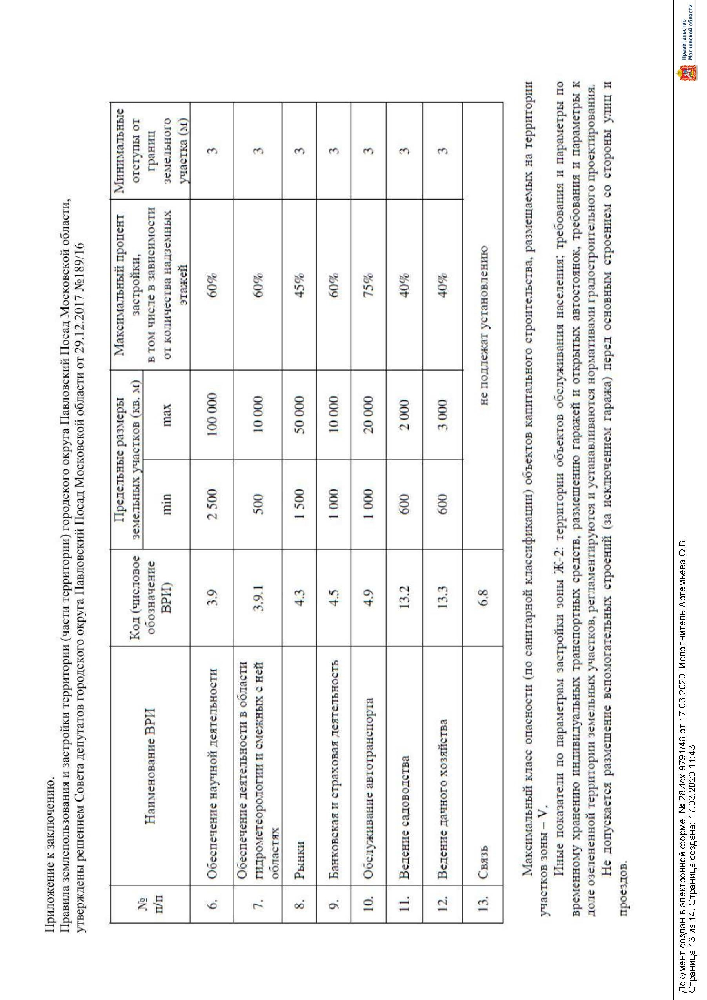 Приложение к заключению.
Правила землепользования и застройки территории (части территории) городского округа Павловский Посад Московской области,
утверждены решением Совета депутатов городского округа Павловский Посад Московской области от 29.12.2017 №189/16
№ п/п
Наименование ВРИ
Код (числовое обозначение ВРИ)
Предельные размеры земельных участков (кв. м)
min
max
Максимальный процент застройки, в том числе в зависимости от количества надземных этажей
Минимальные отступы от границ земельного участка (м)
6. Обеспечение научной деятельности 3.9 2 500 100 000 60% 3
7. Обеспечение деятельности в области гидрометеорологии и смежных с ней областях 3.9.1 500 10 000 60% 3
8. Рынки 4.3 1 500 50 000 45% 3
9. Банковская и страховая деятельность 4.5 1 000 10 000 60% 3
10. Обслуживание автотранспорта 4.9 1 000 20 000 75% 3
11. Ведение садоводства 13.2 600 2 000 40% 3
12. Ведение дачного хозяйства 13.3 600 3 000 40% 3
13. Связь 6.8 не подлежат установлению
Максимальный класс опасности (по санитарной классификации) объектов капитального строительства, размещаемых на территории
участков зоны – V.
Иные показатели по параметрам застройки зоны Ж-2: территории объектов обслуживания населения; требования и параметры по
временному хранению индивидуальных транспортных средств, размещению гаражей и открытых автостоянок, требования и параметры к
доле озелененной территории земельных участков, регламентируются и устанавливаются нормативами градостроительного проектирования.
Не допускается размещение вспомогательных строений (за исключением гаража) перед основным строением со стороны улиц и
проездов.
Документ создан в электронной форме. № 28Исх-9791/48 от 17.03.2020. Исполнитель:Артемьева О.В.
Страница 13 из 14. Страница создана: 17.03.2020 11:43
Правительство
Московской области